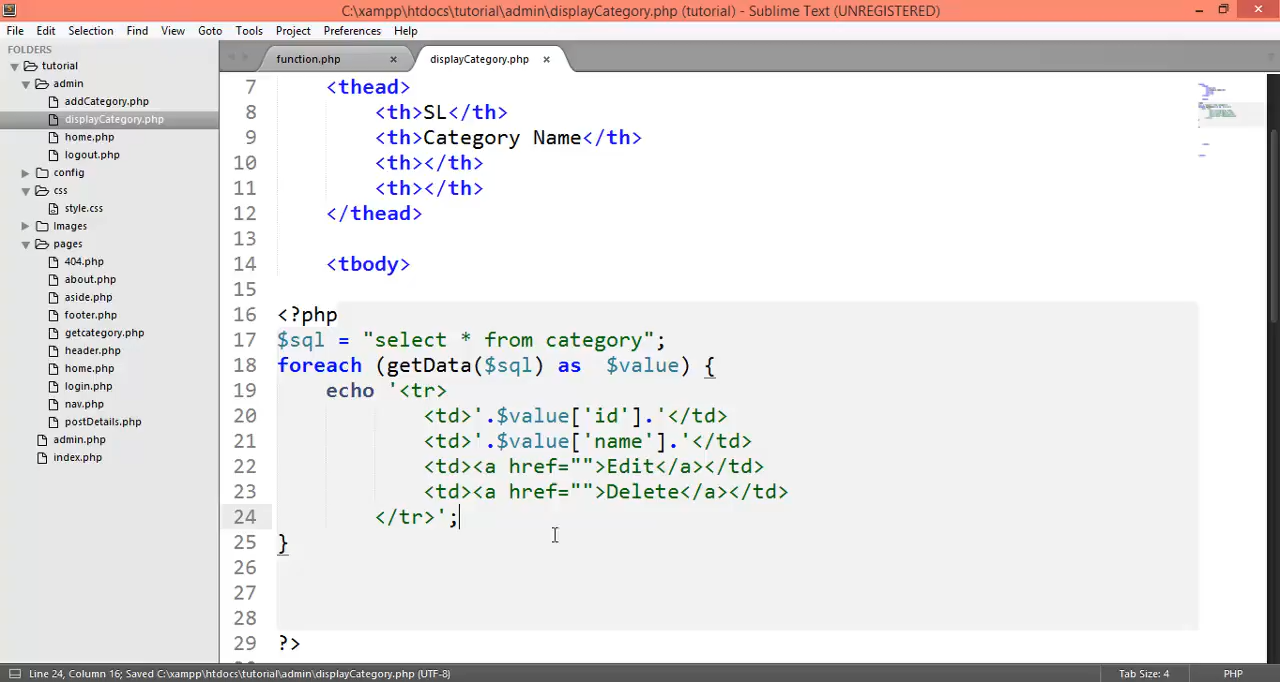 C:\xampp\htdocs\tutorial\admin\displayCategory.php (tutorial) - Sublime Text (UNREGISTERED)
File Edit Selection Find View Goto Tools Project Preferences Help
FOLDERS
tutorial
admin
addCategory.php
displayCategory.php
home.php
logout.php
config
css
style.css
Images
pages
404.php
about.php
aside.php
footer.php
getcategory.php
header.php
home.php
login.php
nav.php
postDetails.php
admin.php
index.php
function.php × displayCategory.php ×
7 <thead>
8 <th>SL</th>
9 <th>Category Name</th>
10 <th></th>
11 <th></th>
12 </thead>
13
14 <tbody>
15
16 <?php
17 $sql = "select * from category";
18 foreach (getData($sql) as  $value) {
19 echo '<tr>
20 <td>'.$value['id'].'</td>
21 <td>'.$value['name'].'</td>
22 <td><a href="">Edit</a></td>
23 <td><a href="">Delete</a></td>
24 </tr>';
25 }
26
27
28
29 ?>
Line 24, Column 16; Saved C:\xampp\htdocs\tutorial\admin\displayCategory.php (UTF-8) Tab Size: 4 PHP